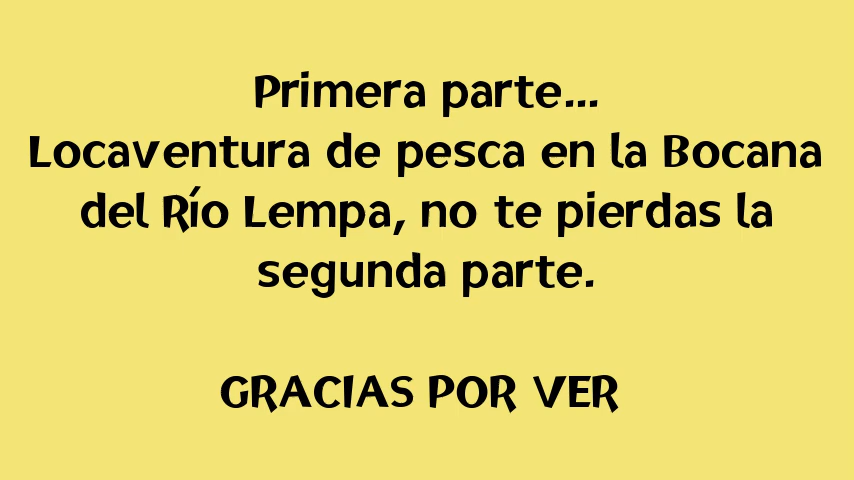 Primera parte...
Locaventura de pesca en la Bocana
del Río Lempa, no te pierdas la
segunda parte.
GRACIAS POR VER